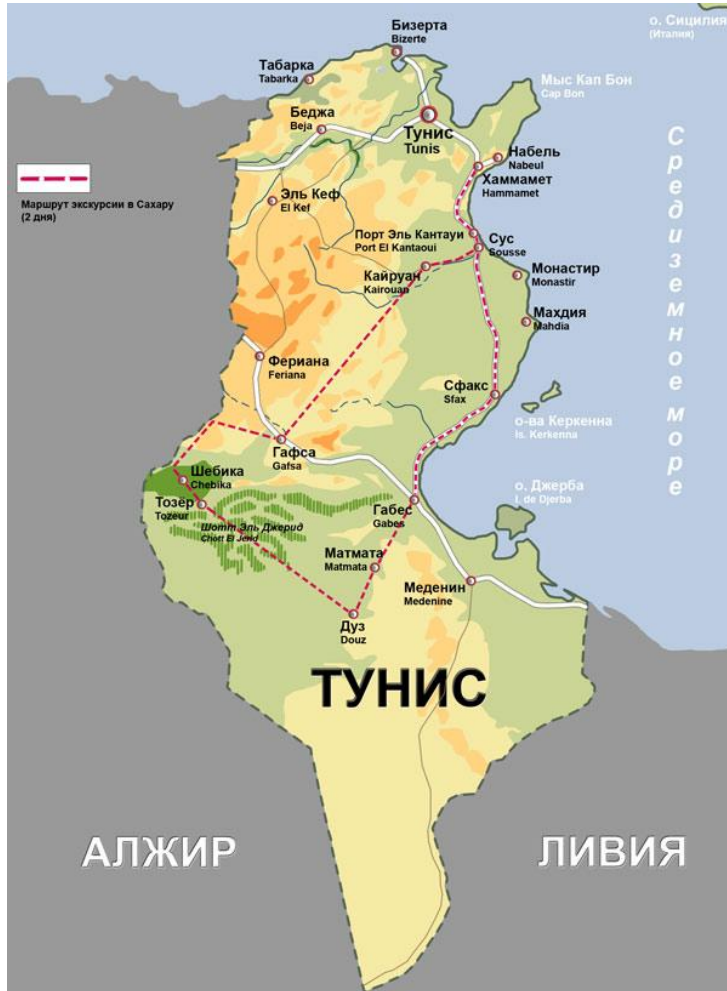 о. Сицилия
(Италия)
Бизерта
Bizerte
Табарка
Tabarka
Мыс Кап Бон
Cap Bon
Беджа
Beja
Тунис
Tunis
Набель
Nabeul
Хаммамет
Hammamet
Маршрут экскурсии в Сахару
(2 дня)
Эль Кеф
El Kef
Порт Эль Кантауи
Port El Kantaoui
Сус
Sousse
Кайруан
Kairouan
Монастир
Monastir
Махдия
Mahdia
Средиземное море
Фериана
Feriana
Сфакс
Sfax
о-ва Керкенна
Is. Kerkenna
Гафса
Gafsa
Шебика
Chebika
о. Джерба
I. de Djerba
Тозёр
Tozeur
Габес
Gabes
Шотт Эль Джерид
Chott El Jerid
Матмата
Matmata
Меденин
Medenine
Дуз
Douz
ТУНИС
АЛЖИР
ЛИВИЯ